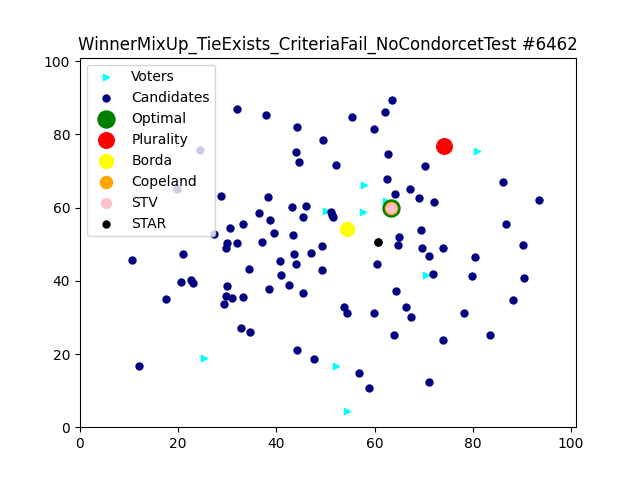 WinnerMixUp_TieExists_CriteriaFail_NoCondorcetTest #6462
Voters
Candidates
Optimal
Plurality
Borda
Copeland
STV
STAR
100
80
60
40
20
0
0 20 40 60 80 100